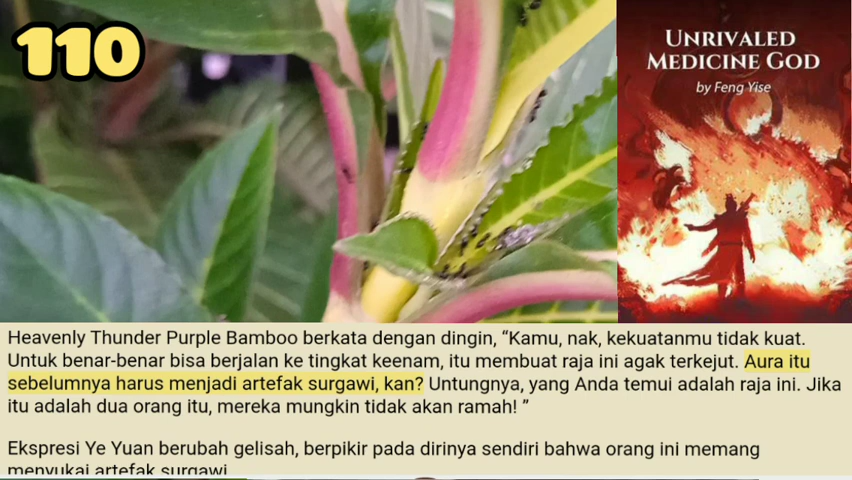 110
UNRIVALED
MEDICINE GOD
by Feng Yise
Heavenly Thunder Purple Bamboo berkata dengan dingin, “Kamu, nak, kekuatanmu tidak kuat.
Untuk benar-benar bisa berjalan ke tingkat keenam, itu membuat raja ini agak terkejut. Aura itu
sebelumnya harus menjadi artefak surgawi, kan? Untungnya, yang Anda temui adalah raja ini. Jika
itu adalah dua orang itu, mereka mungkin tidak akan ramah! ”
Ekspresi Ye Yuan berubah gelisah, berpikir pada dirinya sendiri bahwa orang ini memang
menyukai artefak surgawi